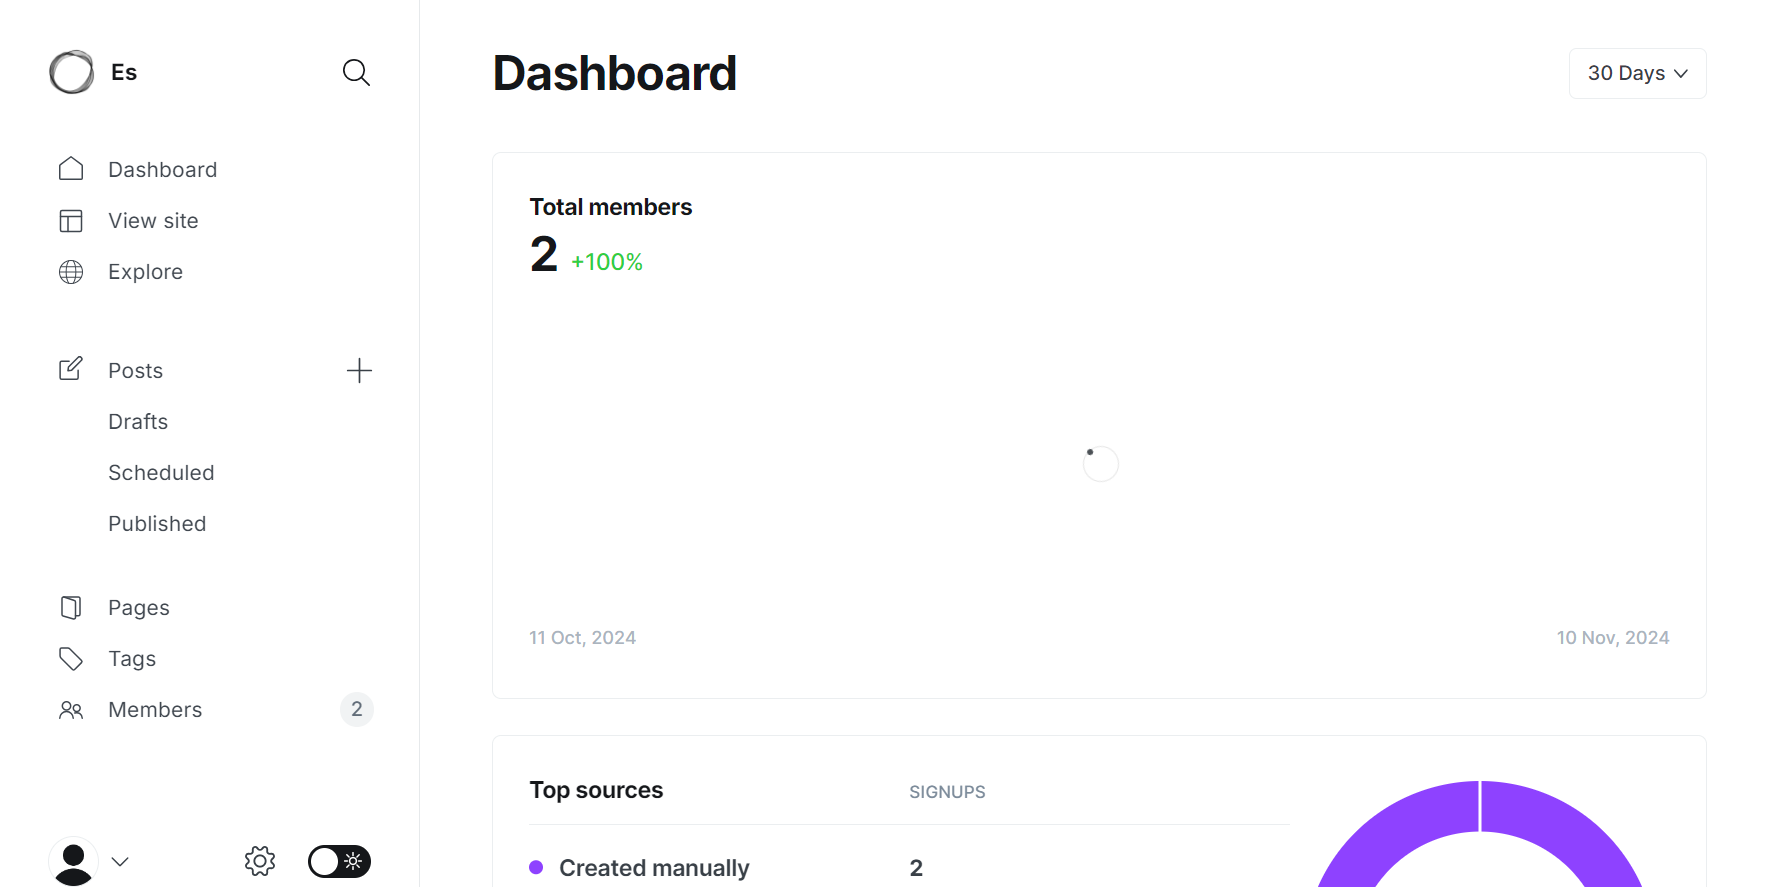 Es
Dashboard
View site
Explore
Posts
Drafts
Scheduled
Published
Pages
Tags
Members
2
Dashboard
30 Days
Total members
2 +100%
11 Oct, 2024
10 Nov, 2024
Top sources
SIGNUPS
Created manually
2